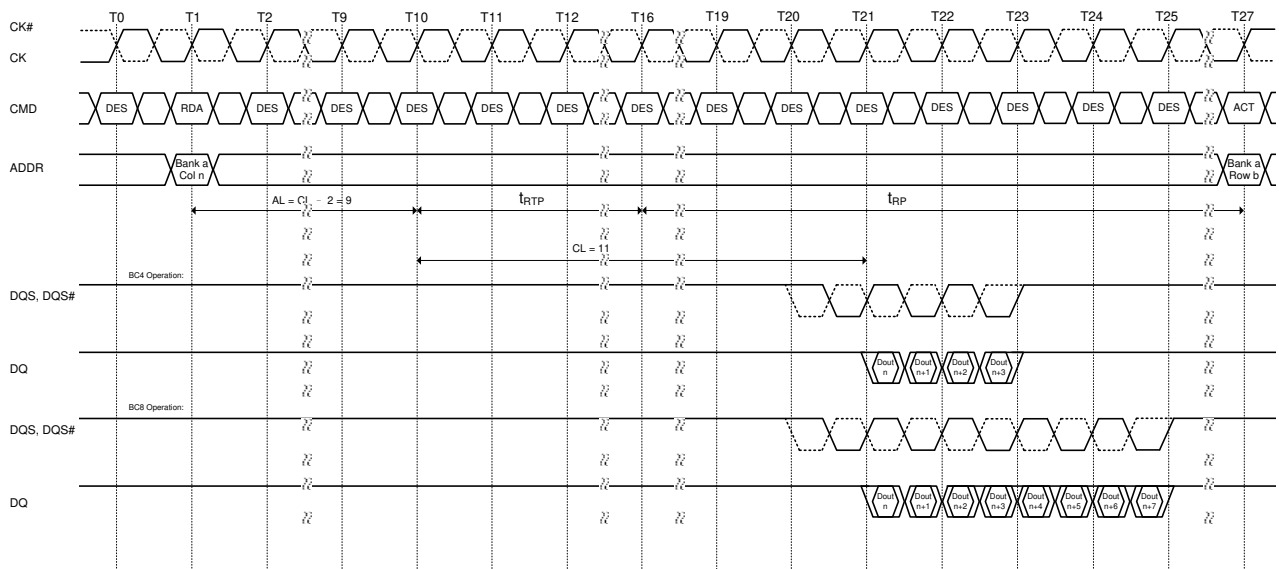 T0 T1 T2 T9 T10 T11 T12 T16 T19 T20 T21 T22 T23 T24 T25 T27
CK#
CK
CMD DES RDA DES DES DES DES DES DES DES DES DES DES DES DES DES ACT
ADDR Bank a Bank a
Col n Row b
AL = CL - 2 = 9 tRTP tRP
CL = 11
BC4 Operation:
DQS, DQS#
DQ Dout Dout Dout Dout
n n+1 n+2 n+3
BC8 Operation:
DQS, DQS#
DQ Dout Dout Dout Dout Dout Dout Dout Dout
n n+1 n+2 n+3 n+4 n+5 n+6 n+7